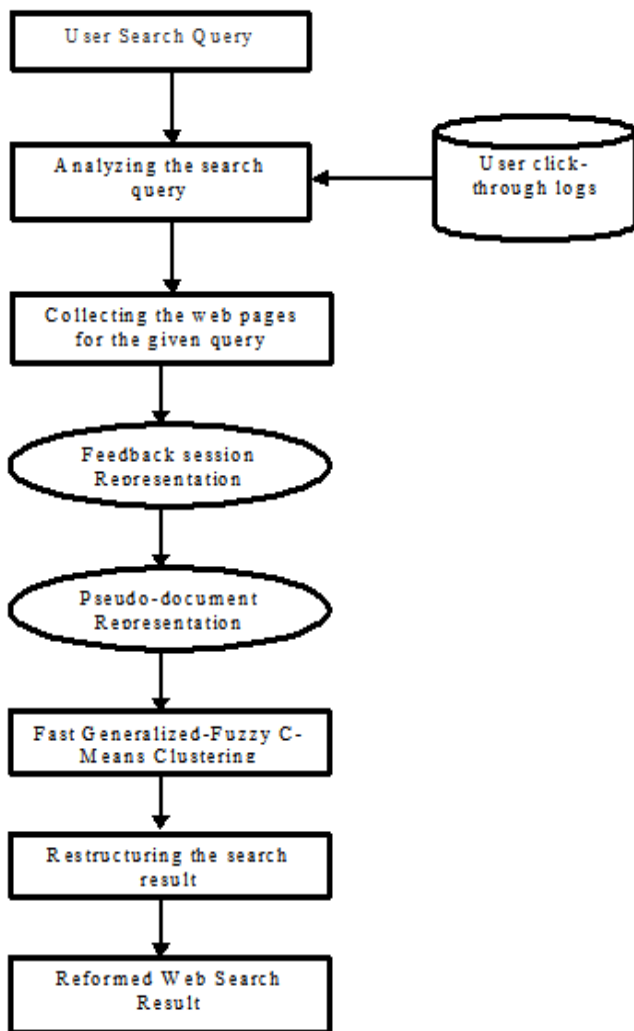 User Search Query
Analyzing the search
query
User click-
through logs
Collecting the web pages
for the given query
Feedback session
Representation
Pseudo-document
Representation
Fast Generalized-Fuzzy C-
Means Clustering
Restructuring the search
result
Reformed Web Search
Result